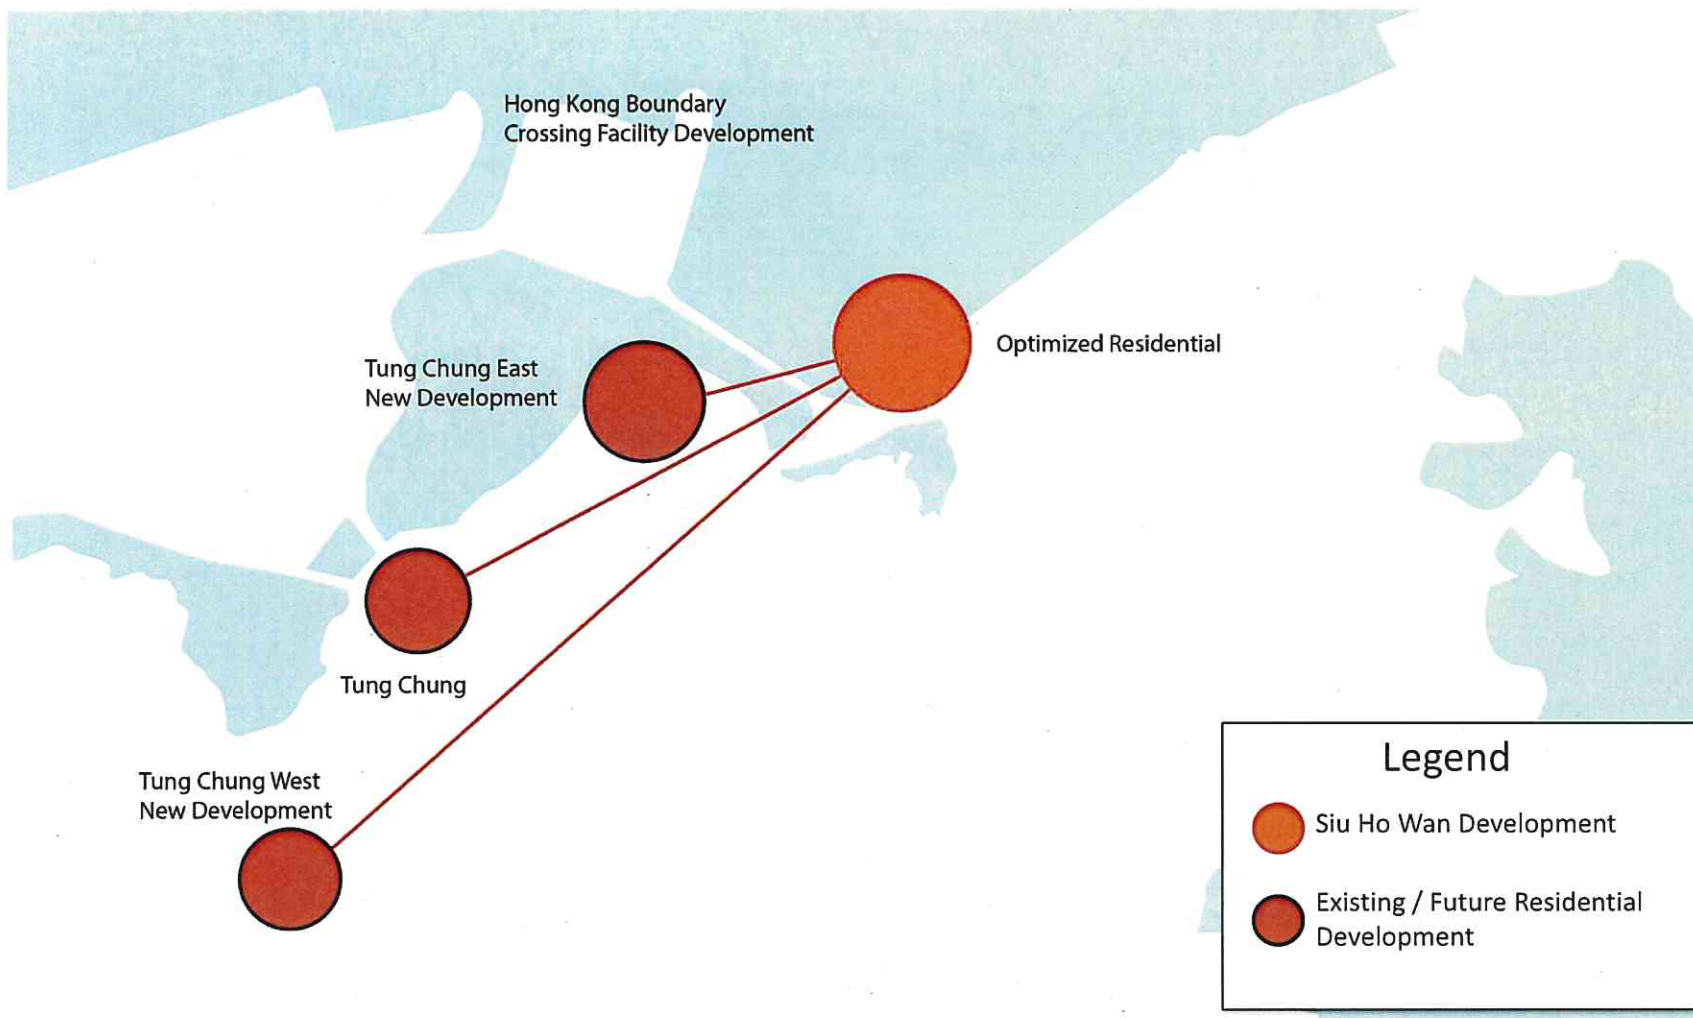 Hong Kong Boundary
Crossing Facility Development
Optimized Residential
Tung Chung East
New Development
Tung Chung
Tung Chung West
New Development
Legend
Siu Ho Wan Development
Existing / Future Residential
Development